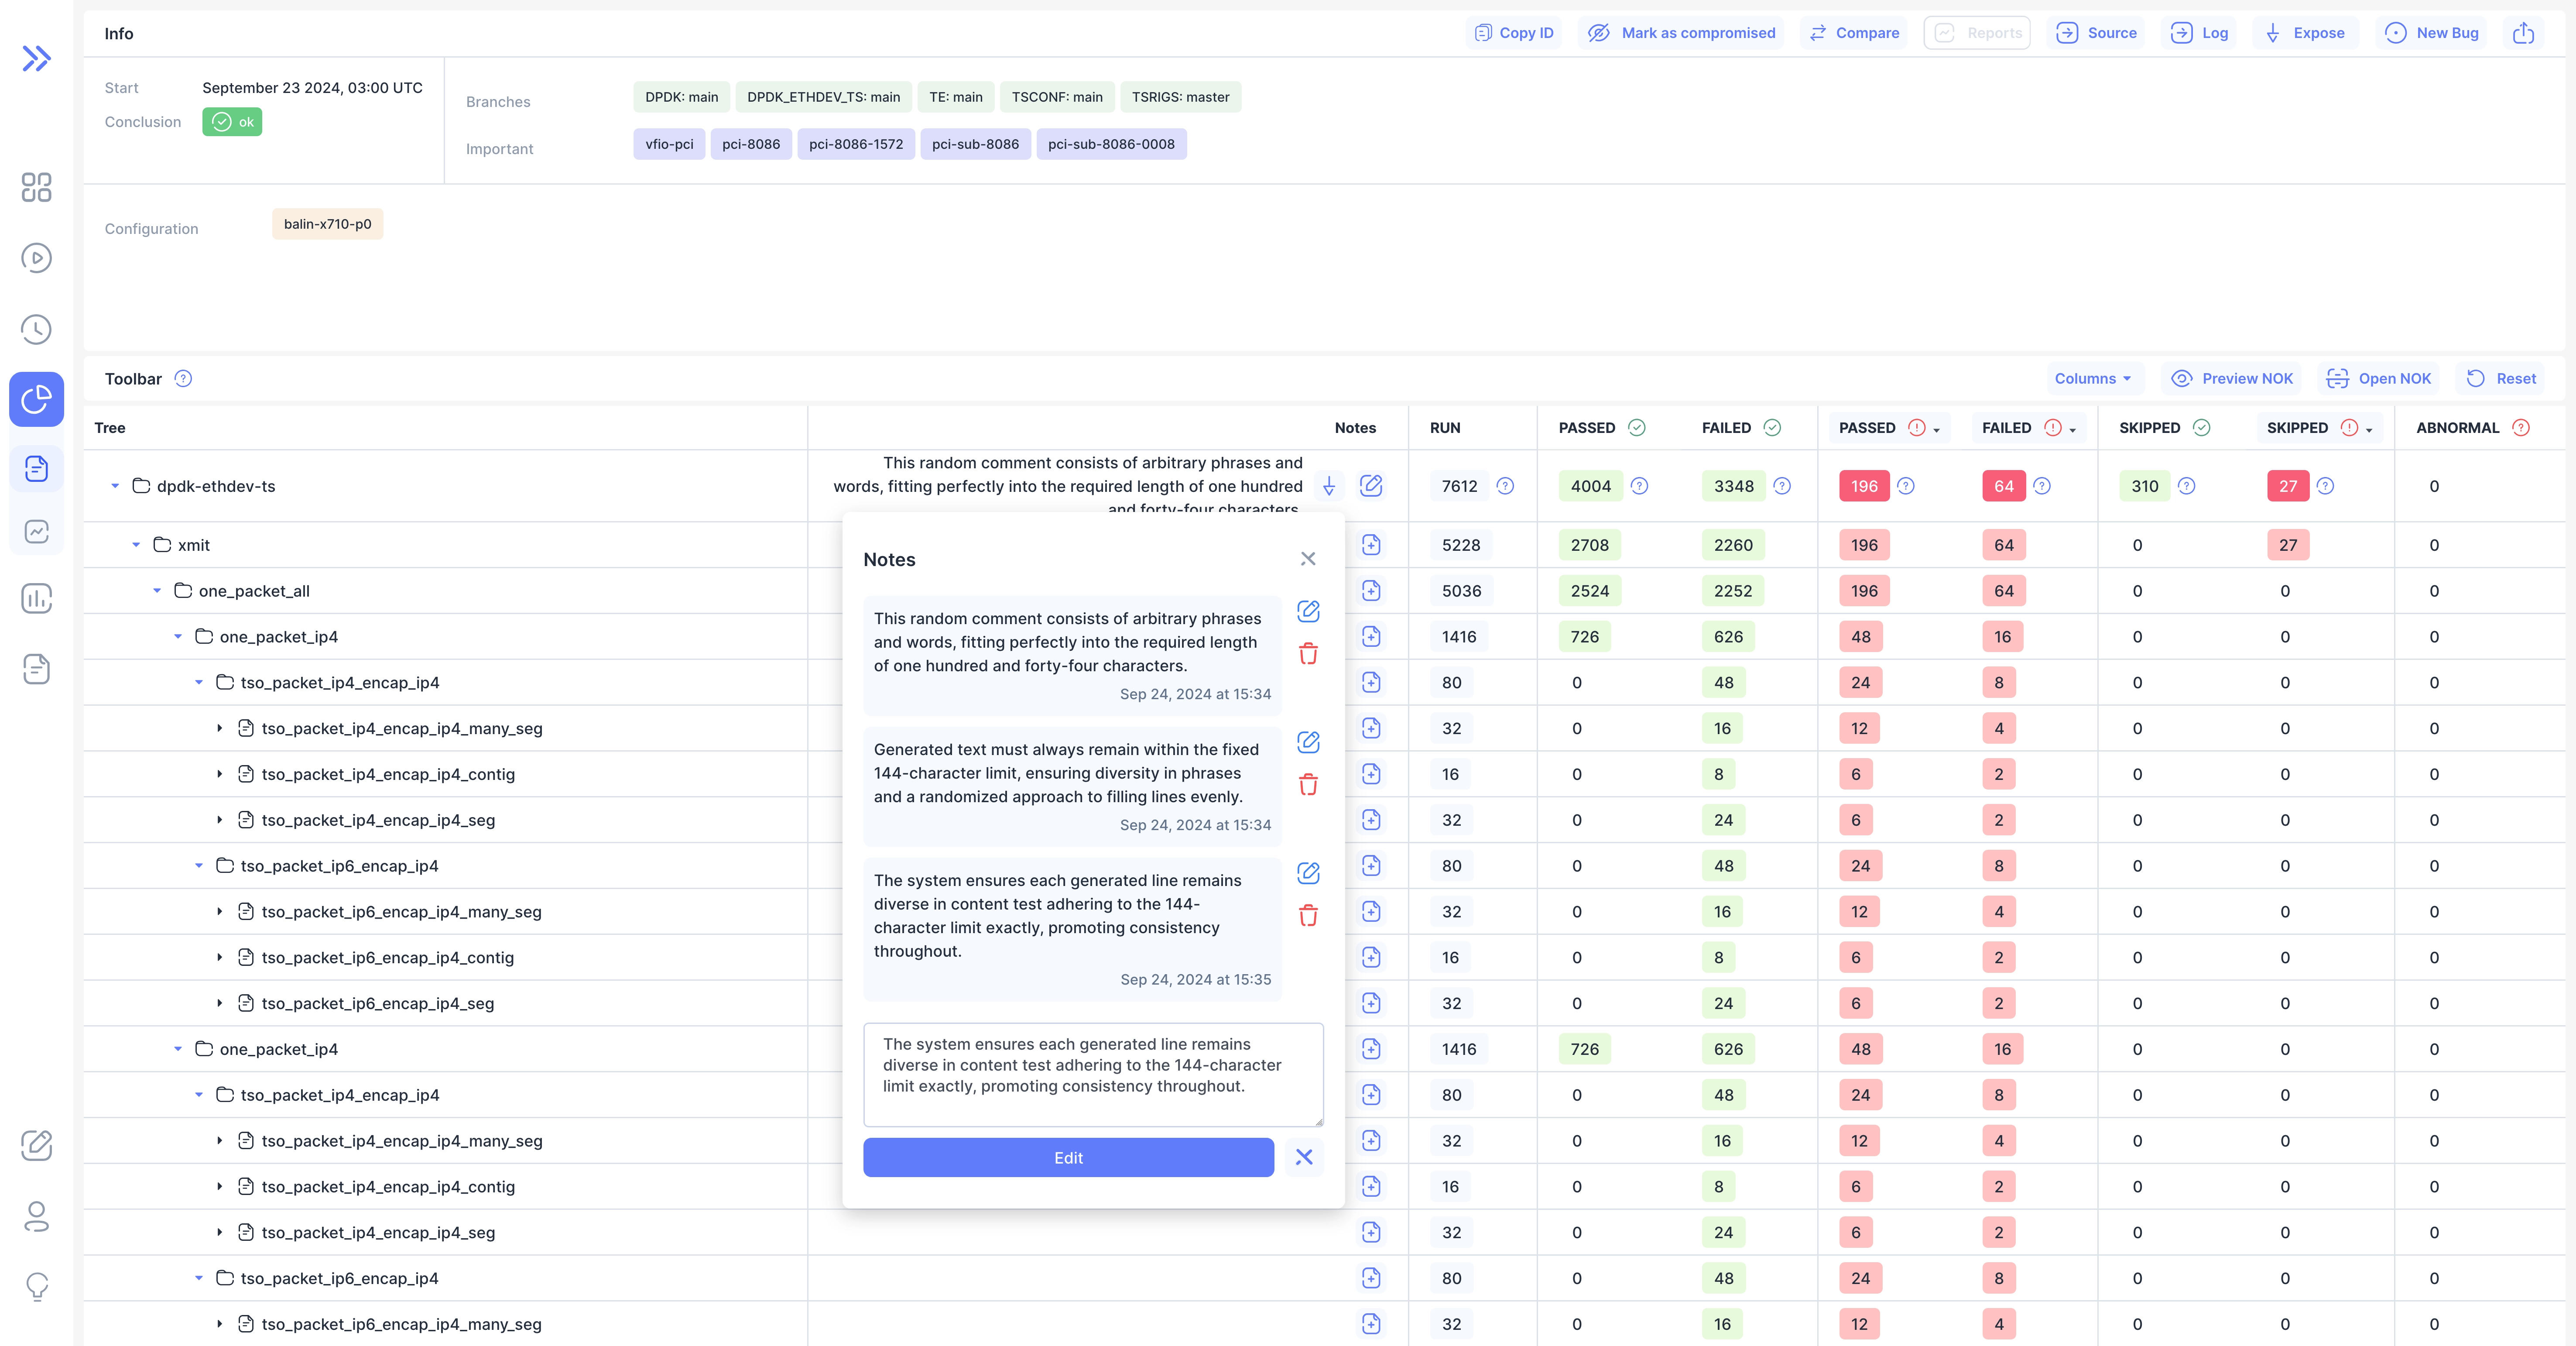 Info
Copy ID Mark as compromised Compare Reports Source Log Expose New Bug
Start September 23 2024, 03:00 UTC
Conclusion ok
Branches DPDK: main DPDK_ETHDEV_TS: main TE: main TSCONF: main TSRIGS: master
Important vfio-pci pci-8086 pci-8086-1572 pci-sub-8086 pci-sub-8086-0008
Configuration balin-x710-p0
Toolbar Columns Preview NOK Open NOK Reset
Tree Notes RUN PASSED FAILED PASSED FAILED SKIPPED SKIPPED ABNORMAL
This random comment consists of arbitrary phrases and
words, fitting perfectly into the required length of one hundred
and forty-four characters.
dpdk-ethdev-ts 7612 4004 3348 196 64 310 27 0
xmit 5228 2708 2260 196 64 0 27 0
one_packet_all 5036 2524 2252 196 64 0 0 0
one_packet_ip4 1416 726 626 48 16 0 0 0
tso_packet_ip4_encap_ip4 80 0 48 24 8 0 0 0
tso_packet_ip4_encap_ip4_many_seg 32 0 16 12 4 0 0 0
tso_packet_ip4_encap_ip4_contig 16 0 8 6 2 0 0 0
tso_packet_ip4_encap_ip4_seg 32 0 24 6 2 0 0 0
tso_packet_ip6_encap_ip4 80 0 48 24 8 0 0 0
tso_packet_ip6_encap_ip4_many_seg 32 0 16 12 4 0 0 0
tso_packet_ip6_encap_ip4_contig 16 0 8 6 2 0 0 0
tso_packet_ip6_encap_ip4_seg 32 0 24 6 2 0 0 0
one_packet_ip4 1416 726 626 48 16 0 0 0
tso_packet_ip4_encap_ip4 80 0 48 24 8 0 0 0
tso_packet_ip4_encap_ip4_many_seg 32 0 16 12 4 0 0 0
tso_packet_ip4_encap_ip4_contig 16 0 8 6 2 0 0 0
tso_packet_ip4_encap_ip4_seg 32 0 24 6 2 0 0 0
tso_packet_ip6_encap_ip4 80 0 48 24 8 0 0 0
tso_packet_ip6_encap_ip4_many_seg 32 0 16 12 4 0 0 0
Notes
This random comment consists of arbitrary phrases
and words, fitting perfectly into the required length
of one hundred and forty-four characters.
Sep 24, 2024 at 15:34
Generated text must always remain within the fixed
144-character limit, ensuring diversity in phrases
and a randomized approach to filling lines evenly.
Sep 24, 2024 at 15:34
The system ensures each generated line remains
diverse in content test adhering to the 144-
character limit exactly, promoting consistency
throughout.
Sep 24, 2024 at 15:35
The system ensures each generated line remains
diverse in content test adhering to the 144-character
limit exactly, promoting consistency throughout.
Edit